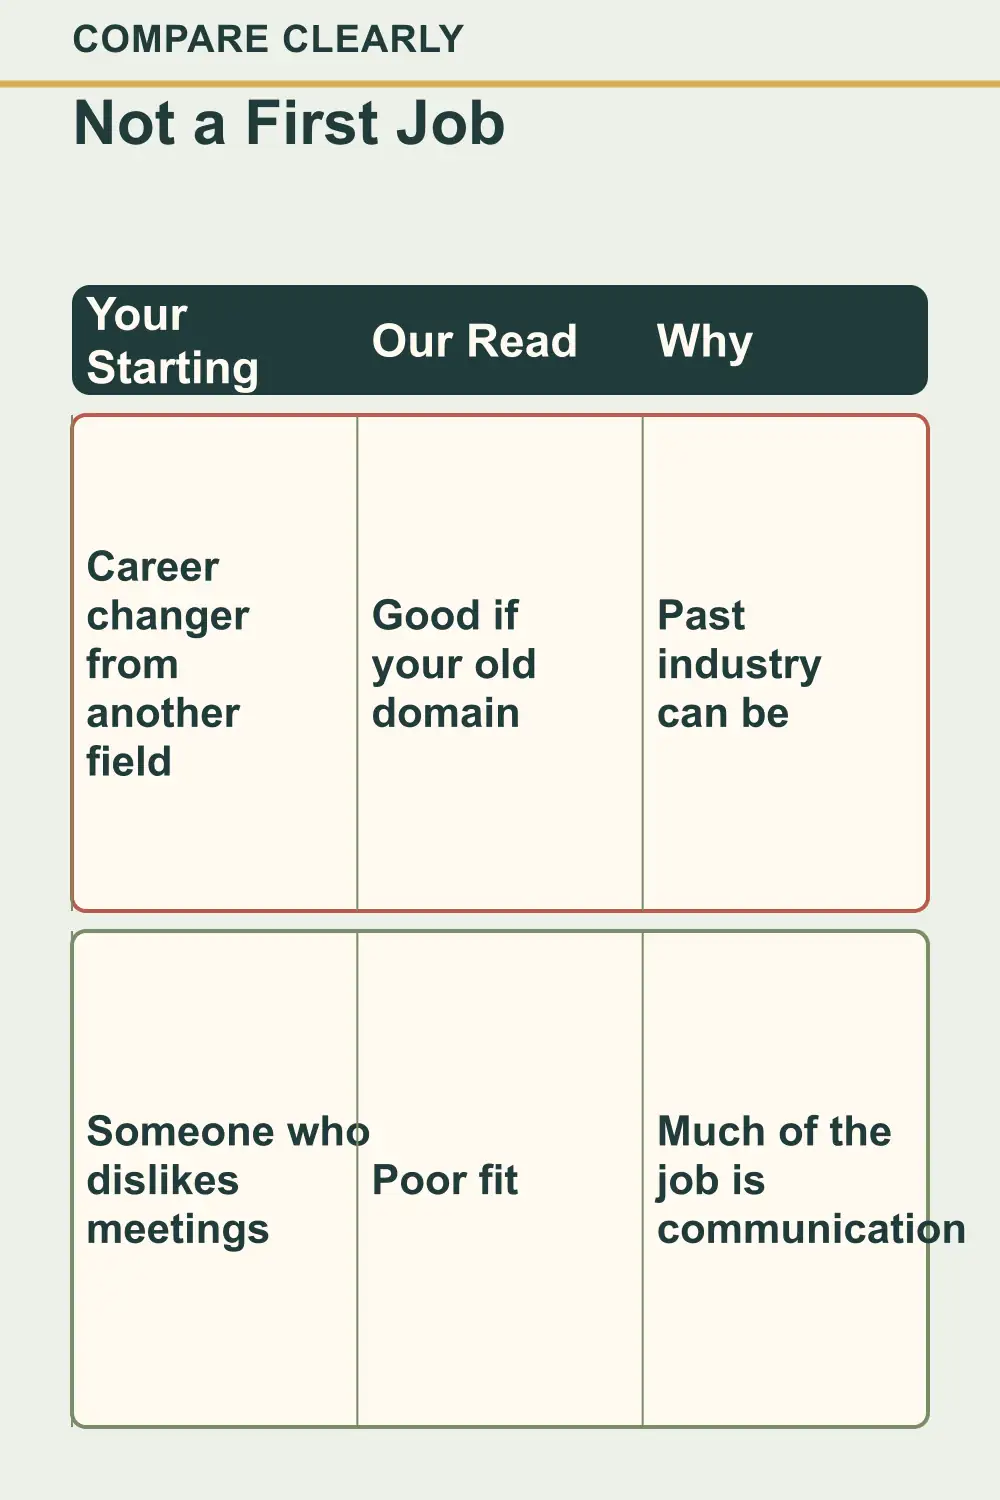 COMPARE CLEARLY
Not a First Job
Your
Starting
Our Read
Why
Career
changer
from
another
field
Good if
your old
domain
Past
industry
can be
Someone who
dislikes
meetings
Poor fit
Much of the
job is
communication